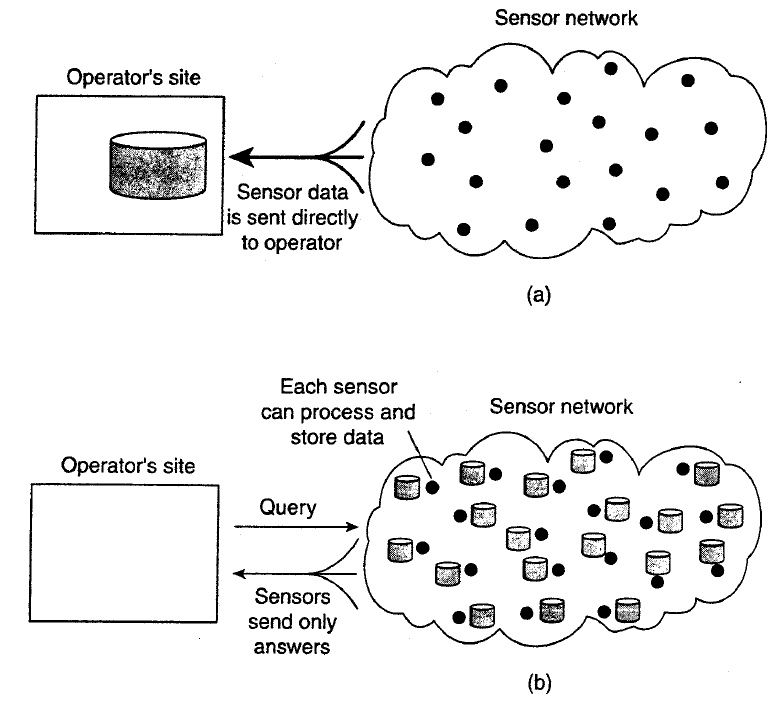 Sensor network
Operator's site
Sensor data
is sent directly
to operator
(a)
Each sensor
can process and
store data
Sensor network
Operator's site
Query
Sensors
send only
answers
(b)